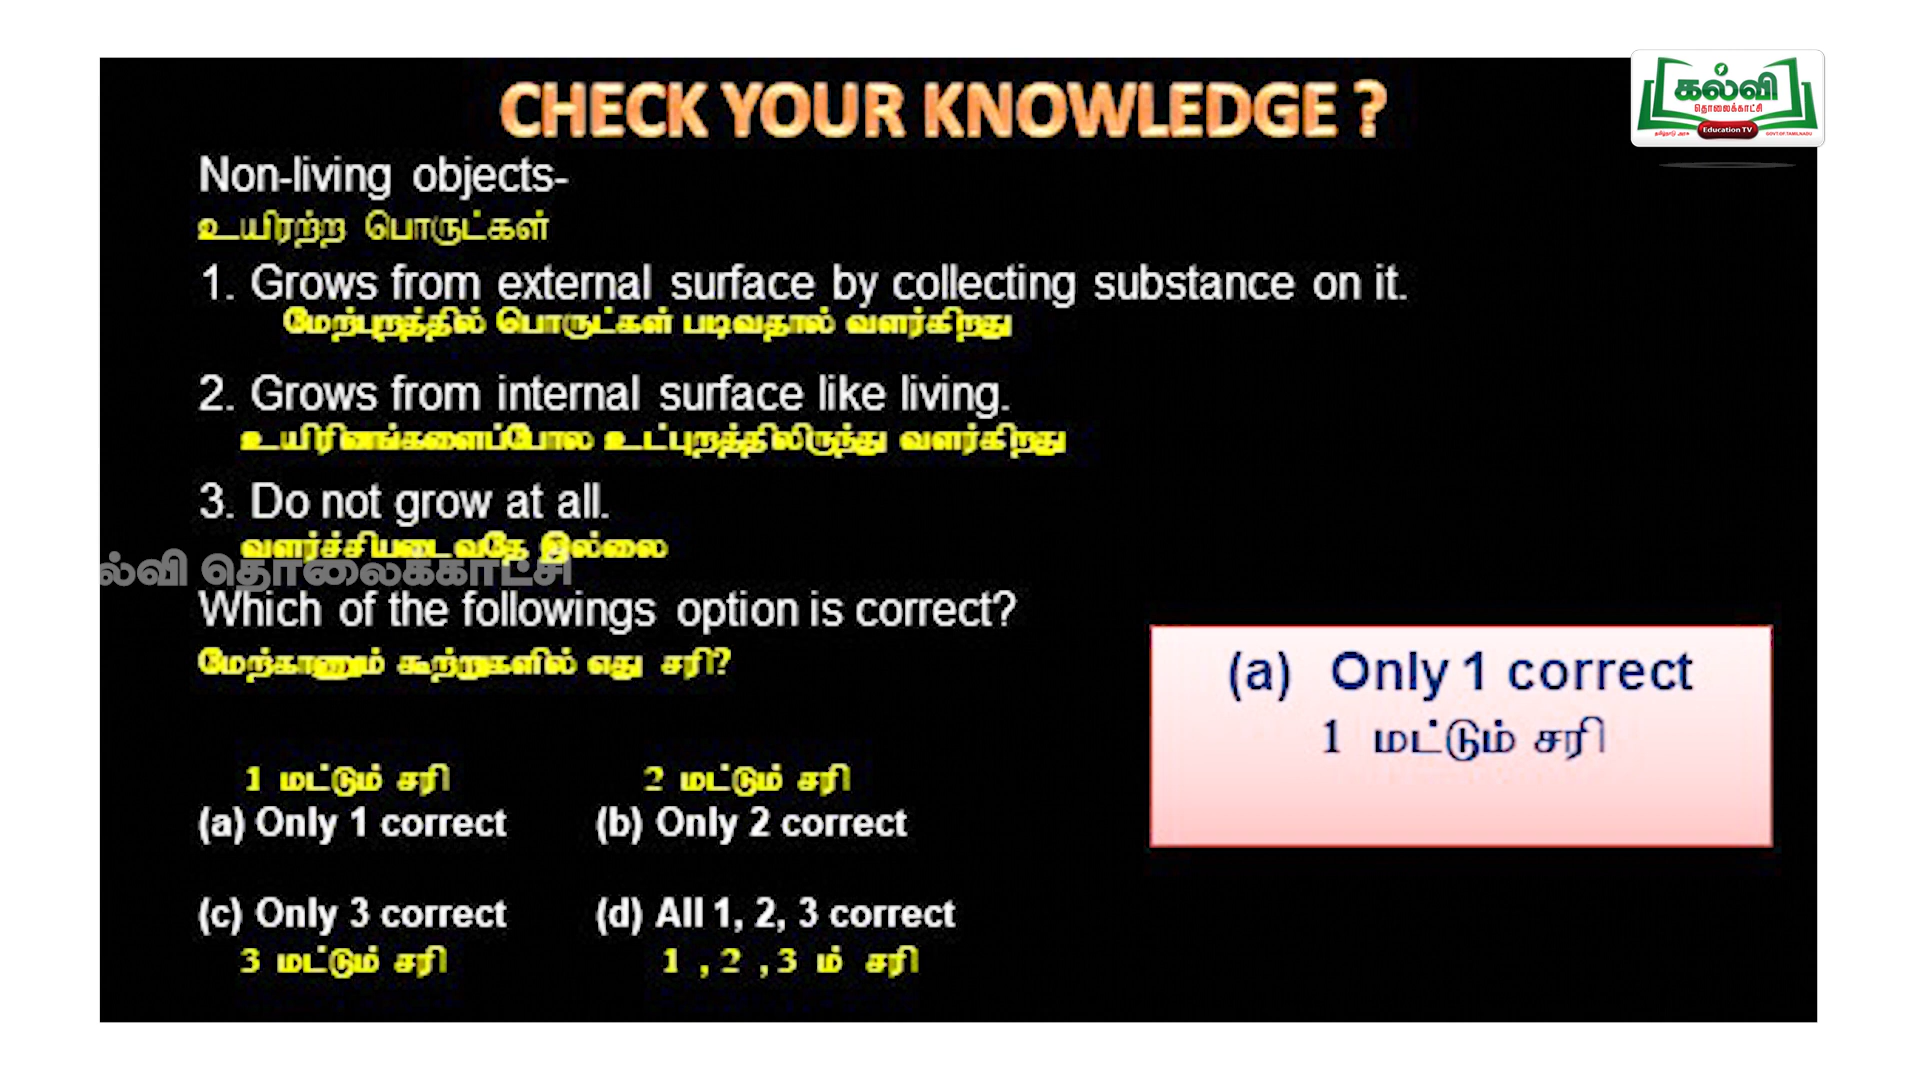 CHECK YOUR KNOWLEDGE ?
கல்வி
தொலைக்காட்சி
தமிழ்நாடு அரசு
Education TV
GOVT.OF.TAMILNADU
Non-living objects-
உயிரற்ற பொருட்கள்
1. Grows from external surface by collecting substance on it.
மேற்புறத்தில் பொருட்கள் படிவதால் வளர்கிறது
2. Grows from internal surface like living.
உயிரினங்களைப்போல உட்புறத்திலிருந்து வளர்கிறது
3. Do not grow at all.
வளர்ச்சியடைவதே இல்லை
ல்வி தொலைக்காட்சி
Which of the followings option is correct?
மேற்காணும் கூற்றுகளில் எது சரி?
1 மட்டும் சரி 2 மட்டும் சரி
(a) Only 1 correct (b) Only 2 correct
(c) Only 3 correct (d) All 1, 2, 3 correct
3 மட்டும் சரி 1 , 2 , 3 ம் சரி
(a) Only 1 correct
1 மட்டும் சரி